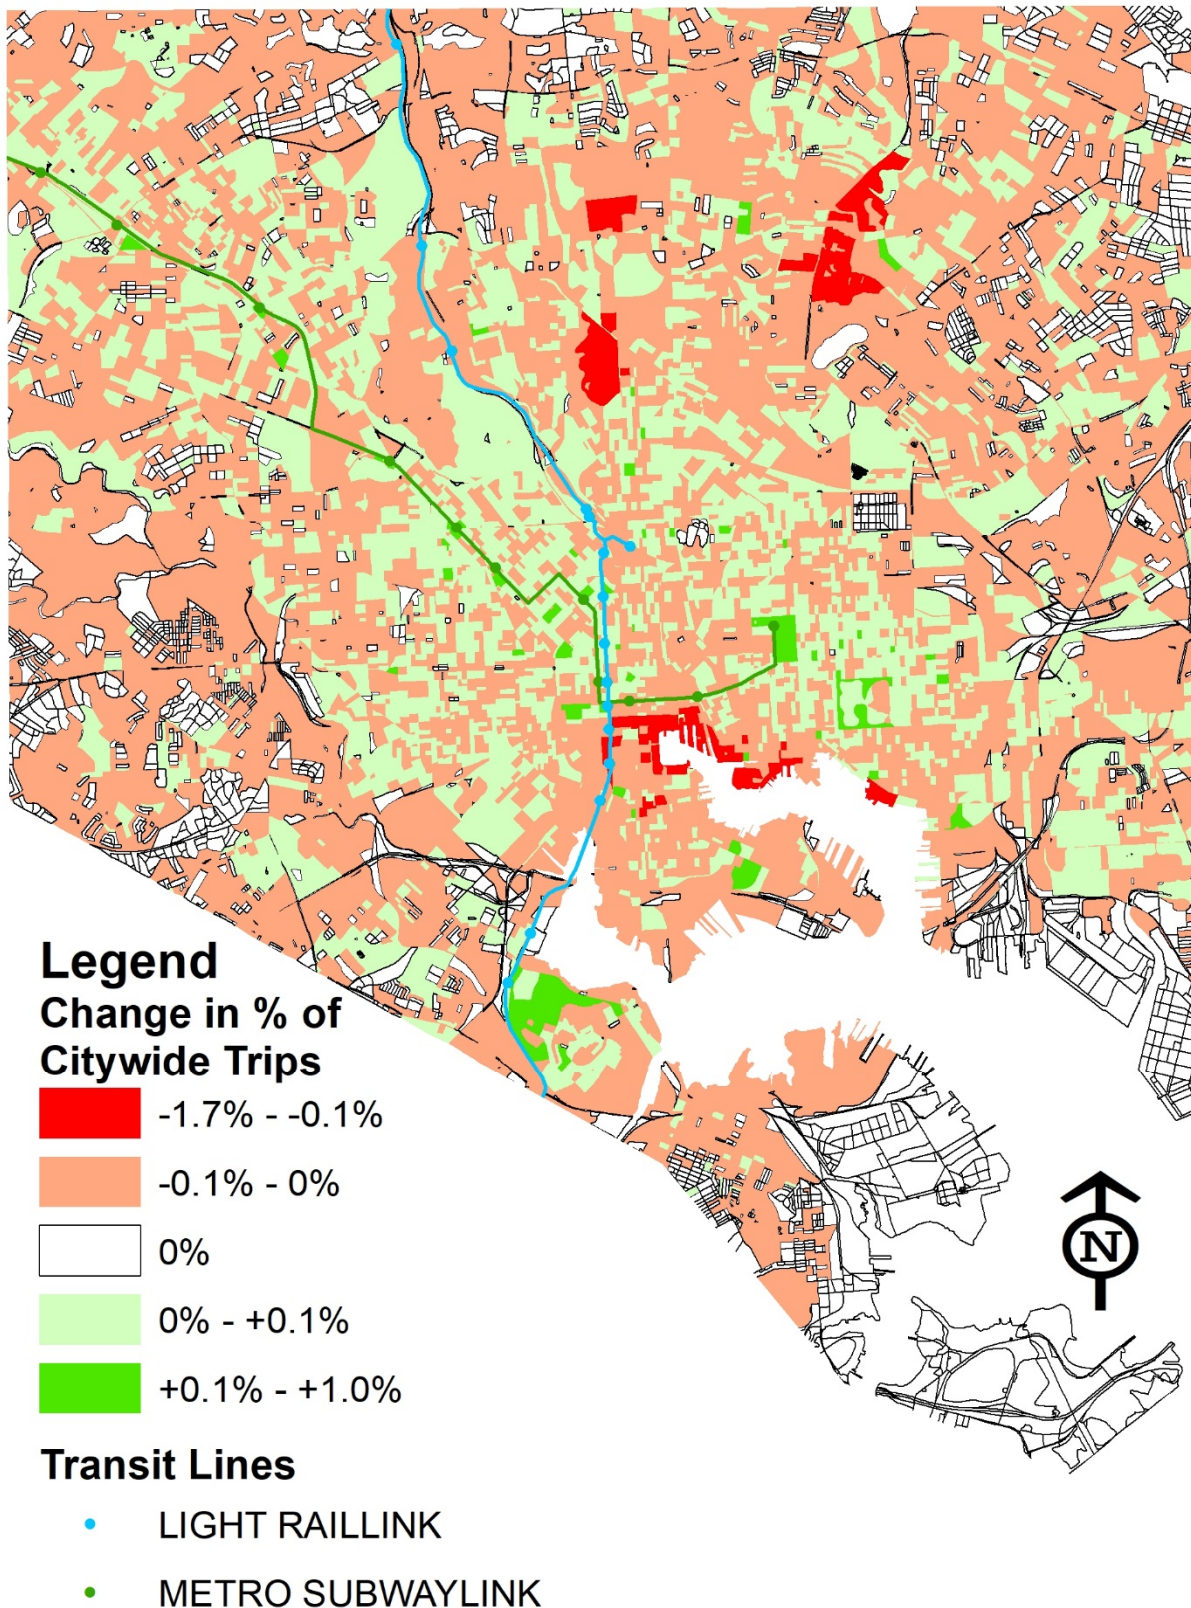 Legend
Change in % of
Citywide Trips
-1.7% - -0.1%
-0.1% - 0%
0%
0% - +0.1%
+0.1% - +1.0%
Transit Lines
LIGHT RAILLINK
METRO SUBWAYLINK
N